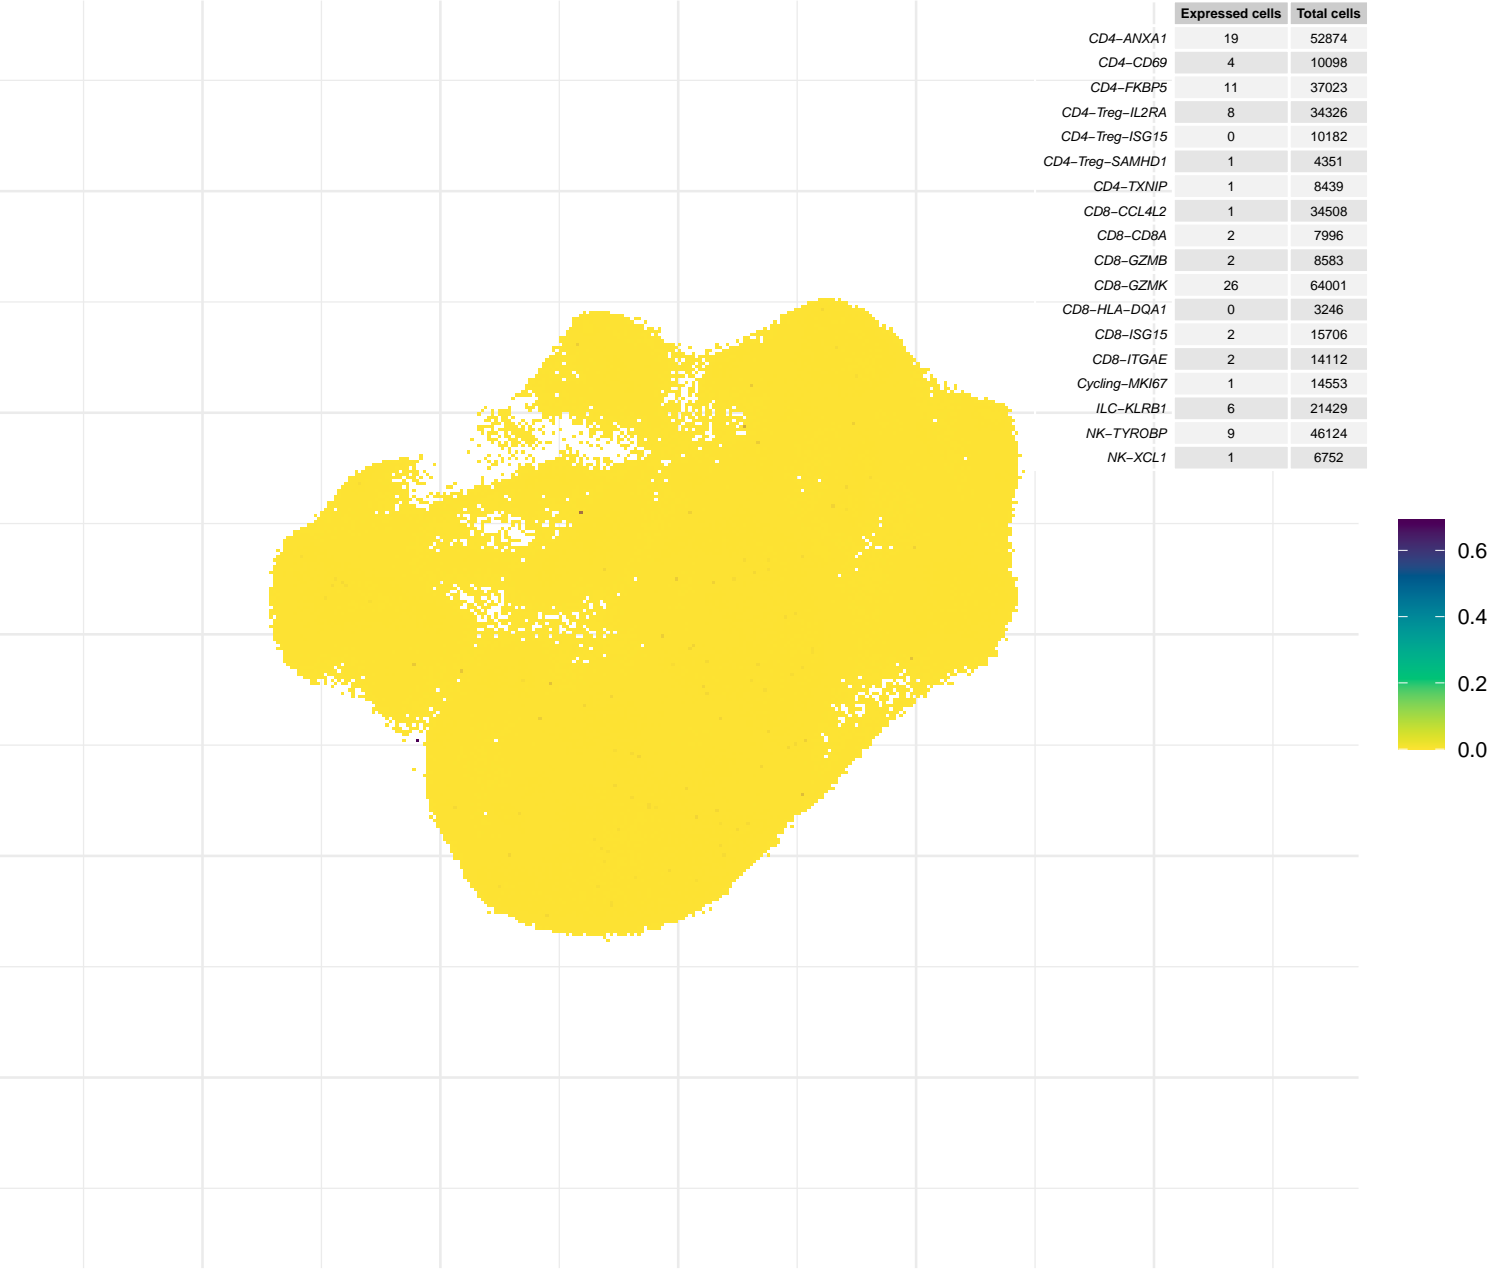 Expressed cells Total cells
CD4−ANXA1 19 52874
CD4−CD69 4 10098
CD4−FKBP5 11 37023
CD4−Treg−IL2RA 8 34326
CD4−Treg−ISG15 0 10182
CD4−Treg−SAMHD1 1 4351
CD4−TXNIP 1 8439
CD8−CCL4L2 1 34508
CD8−CD8A 2 7996
CD8−GZMB 2 8583
CD8−GZMK 26 64001
CD8−HLA−DQA1 0 3246
CD8−ISG15 2 15706
CD8−ITGAE 2 14112
Cycling−MKI67 1 14553
ILC−KLRB1 6 21429
NK−TYROBP 9 46124
NK−XCL1 1 6752
0.6
0.4
0.2
0.0